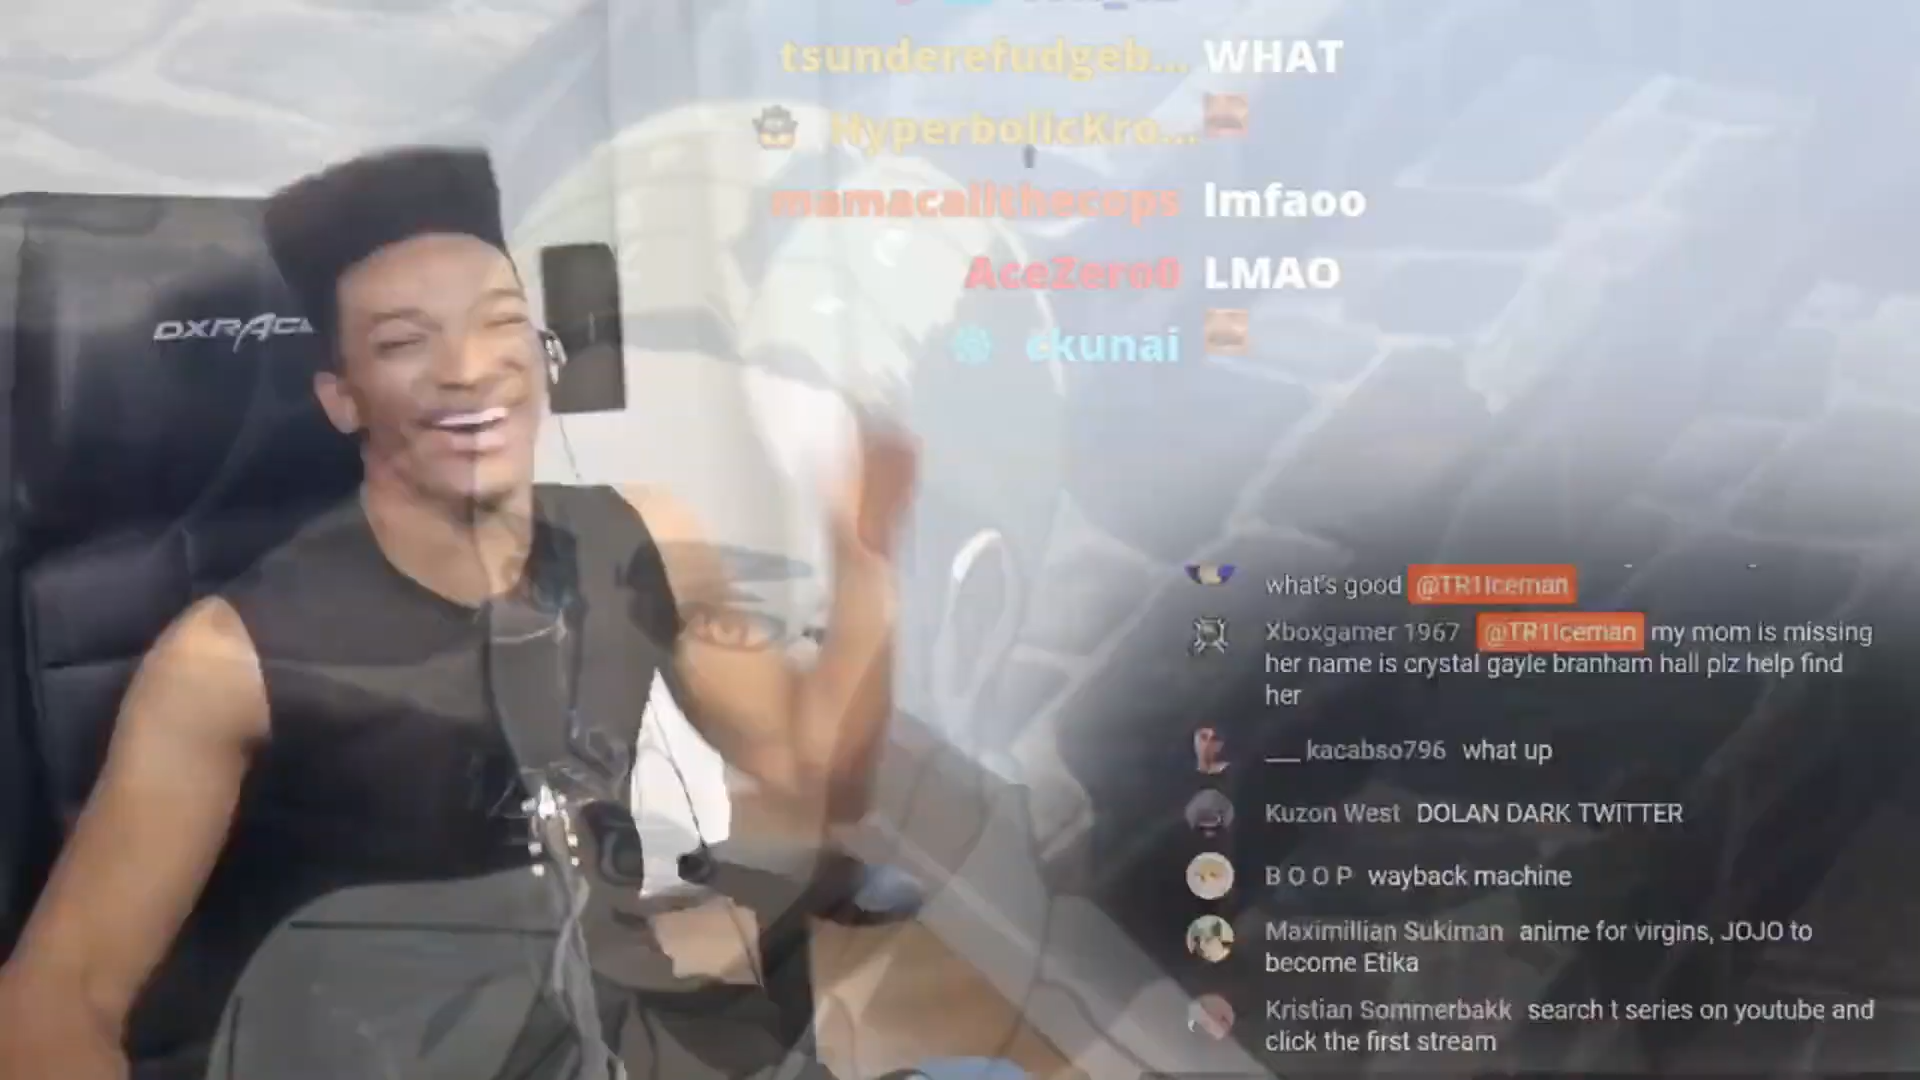 tsunderefudgeb... WHAT
HyperbolicKro...
mamacallthecops lmfaoo
AceZero0 LMAO
ckunai
DXRACE
what's good @TR1Iceman
Xboxgamer 1967 @TR1Iceman my mom is missing
her name is crystal gayle branham hall plz help find
her
___ kacabso796 what up
Kuzon West DOLAN DARK TWITTER
B O O P wayback machine
Maximillian Sukiman anime for virgins, JOJO to
become Etika
Kristian Sommerbakk search t series on youtube and
click the first stream